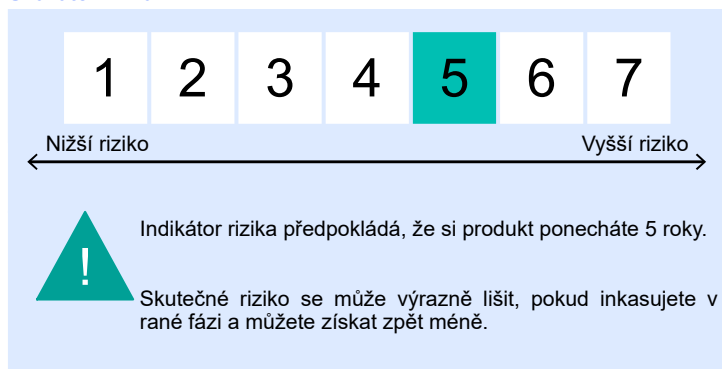 1 2 3 4 5 6 7
Nižší riziko Vyšší riziko
!
Indikátor rizika předpokládá, že si produkt ponecháte 5 roky.
Skutečné riziko se může výrazně lišit, pokud inkasujete v
rané fázi a můžete získat zpět méně.